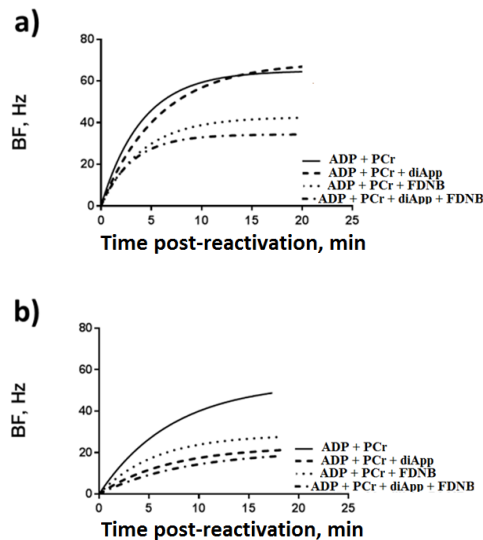 a)
80
60
40
20
0
BF, Hz
0 5 10 15 20 25
Time post-reactivation, min
ADP + PCr
ADP + PCr + diApp
ADP + PCr + FDNB
ADP + PCr + diApp + FDNB
b)
80
60
40
20
0
BF, Hz
0 5 10 15 20 25
Time post-reactivation, min
ADP + PCr
ADP + PCr + diApp
ADP + PCr + FDNB
ADP + PCr + diApp + FDNB